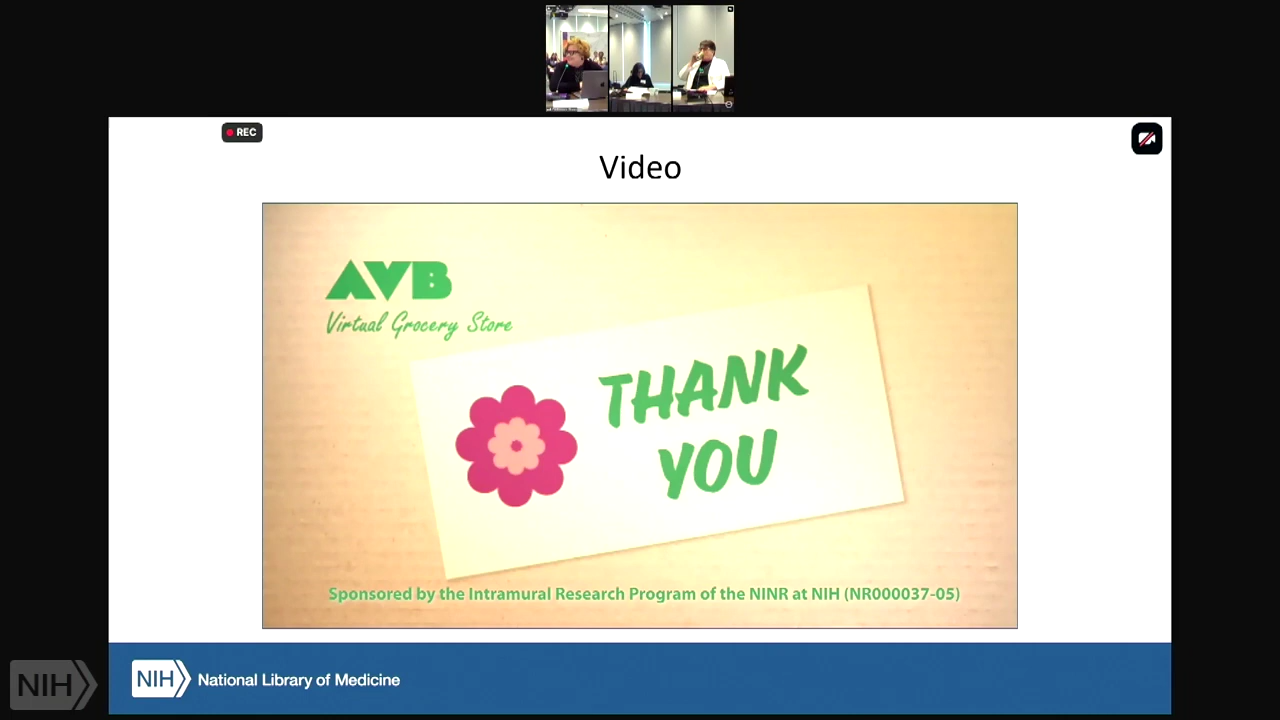 REC
Video
AVB
Virtual Grocery Store
THANK
YOU
Sponsored by the Intramural Research Program of the NINR at NIH (NR000037-05)
NIH National Library of Medicine
NIH